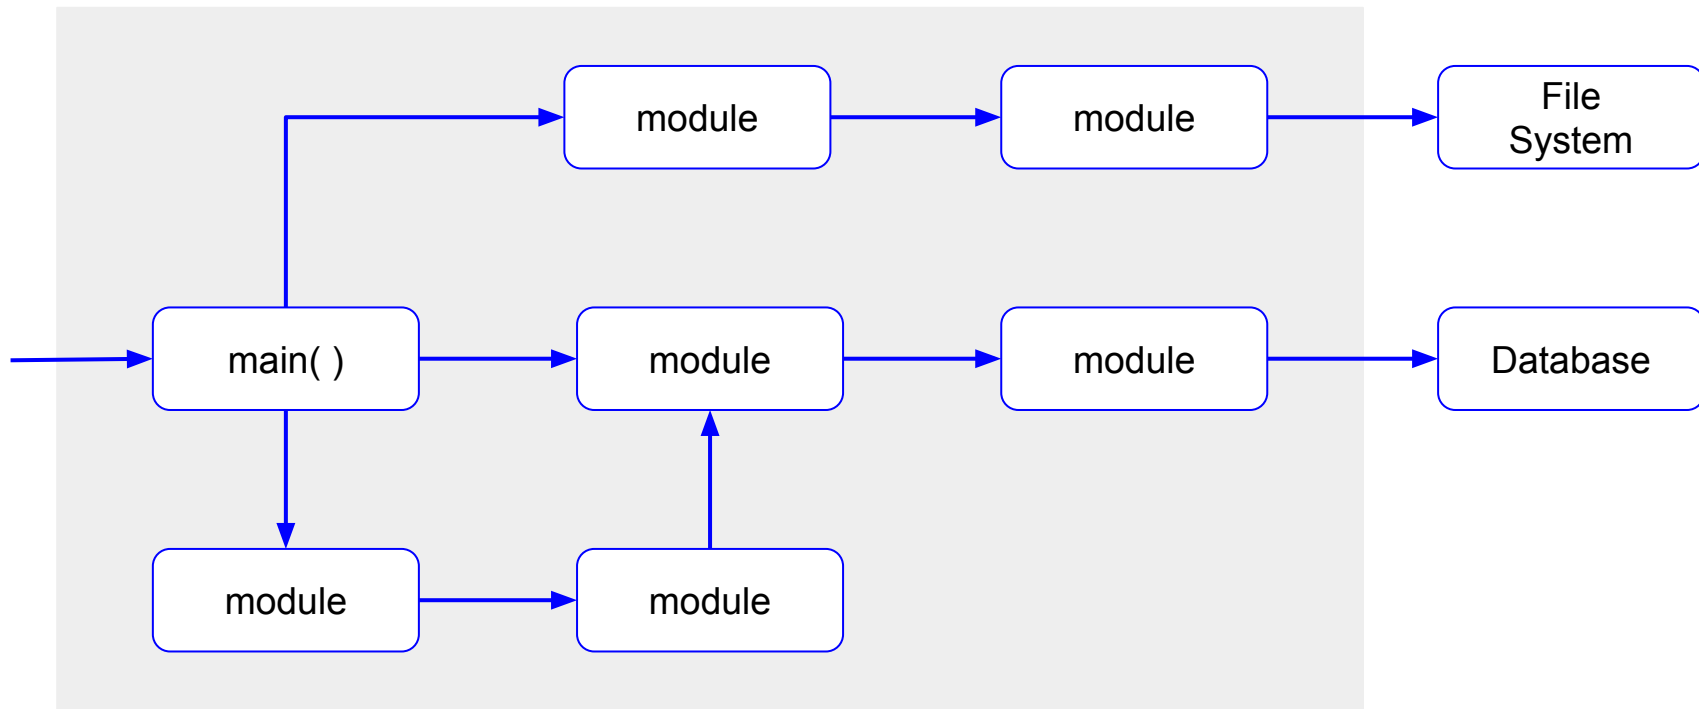 module
module
File
System
main( )
module
module
Database
module
module